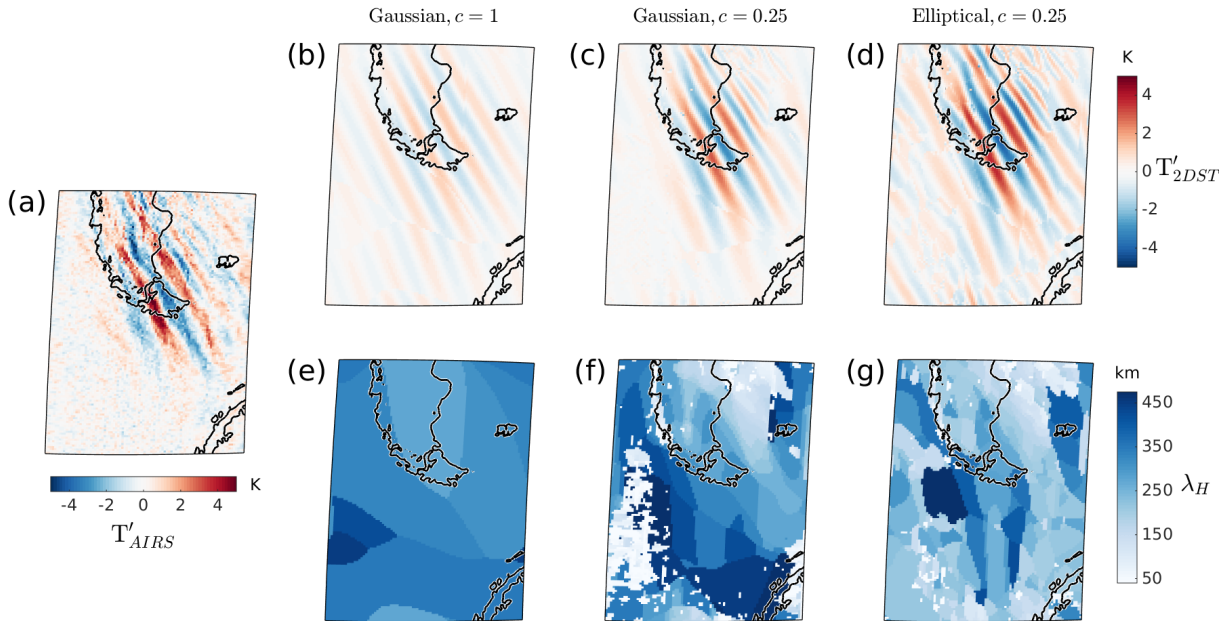 Gaussian, c = 1
Gaussian, c = 0.25
Elliptical, c = 0.25
(b)
(c)
(d)
K
4
2
0
-2
-4
T′2DST
(a)
-4 -2 0 2 4 K
T′AIRS
(e)
(f)
(g)
km
450
350
250
150
50
λH